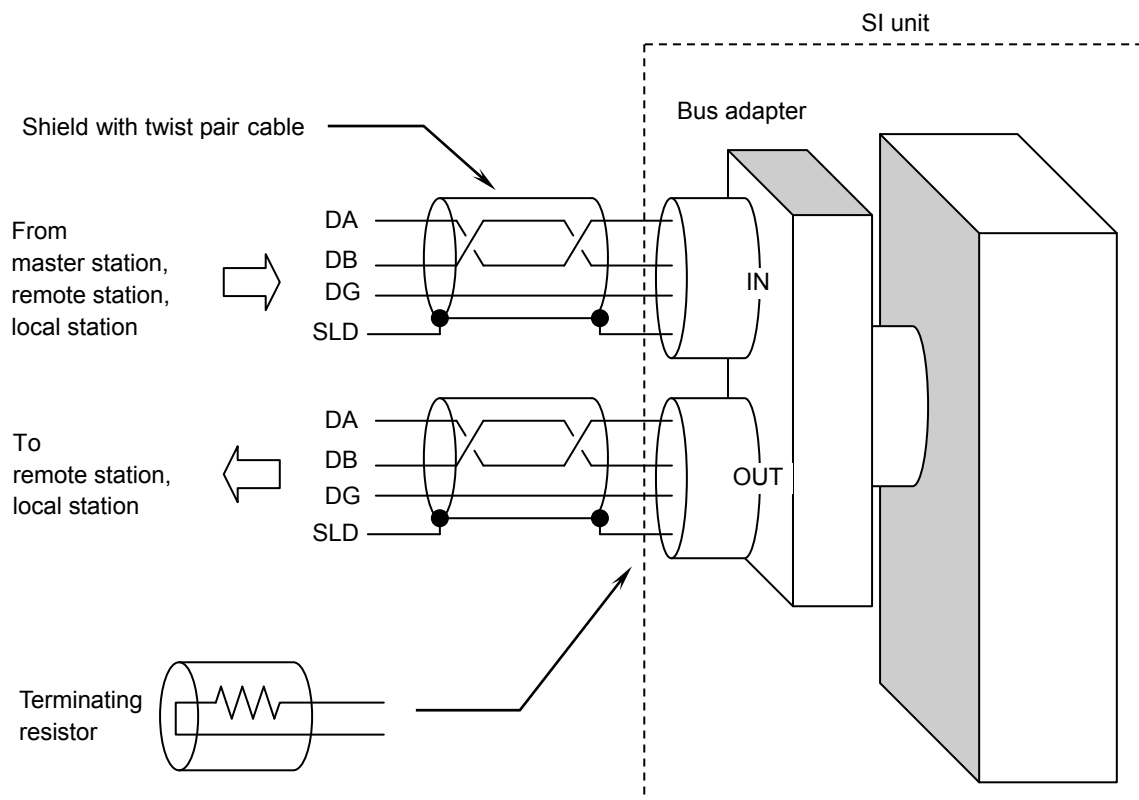 SI unit
Bus adapter
Shield with twist pair cable
From
master station,
remote station,
local station
DA
DB
DG
SLD
IN
To
remote station,
local station
DA
DB
DG
SLD
OUT
Terminating
resistor